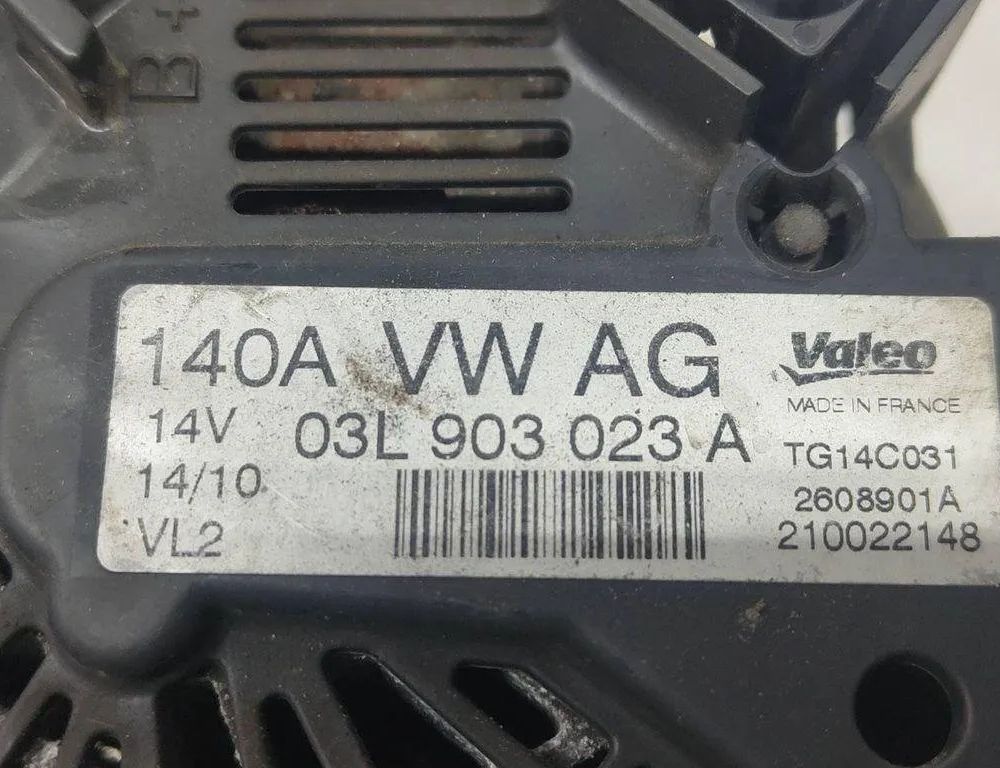 B+
140A VW AG
14V 03L 903 023 A
14/10
VL2
Valeo
MADE IN FRANCE
TG14C031
2608901A
210022148